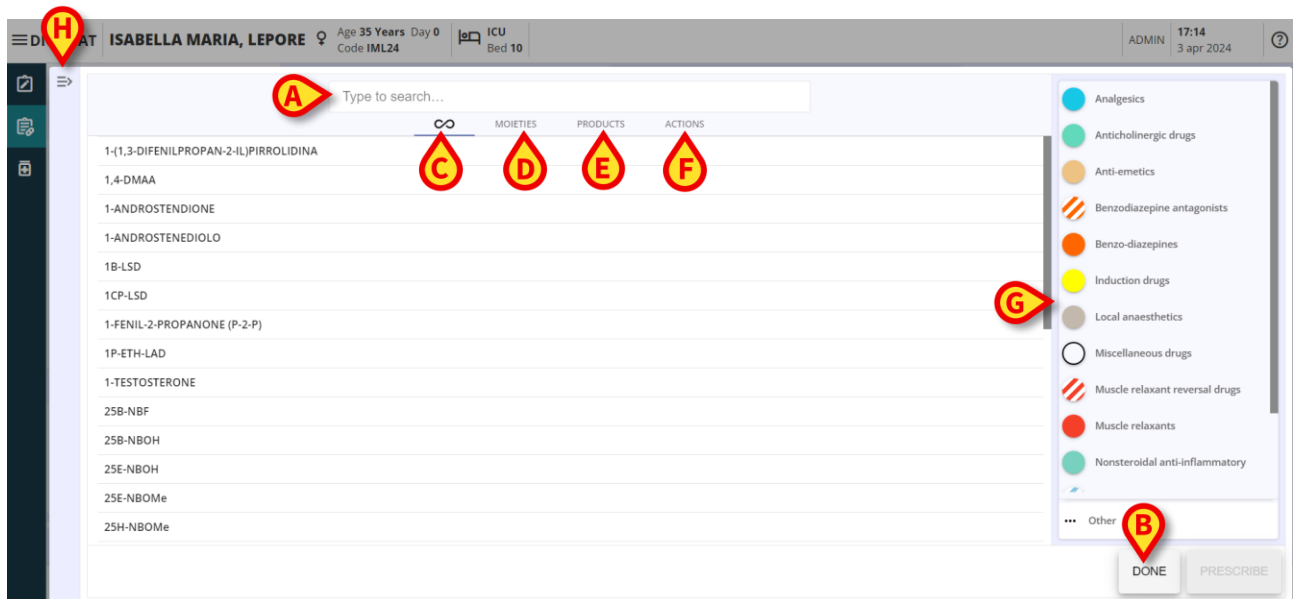 H
DI AT ISABELLA MARIA, LEPORE Age 35 Years Day 0 ICU ADMIN 17:14
Code IML24 Bed 10 3 apr 2024
A Type to search...
MOIETIES PRODUCTS ACTIONS
C D E F
1-(1,3-DIFENILPROPAN-2-IL)PIRROLIDINA
1,4-DMAA
1-ANDROSTENDIONE
1-ANDROSTENEDIOLO
1B-LSD
1CP-LSD
1-FENIL-2-PROPANONE (P-2-P)
1P-ETH-LAD
1-TESTOSTERONE
25B-NBF
25B-NBOH
25E-NBOH
25E-NBOMe
25H-NBOMe
G
Analgesics
Anticholinergic drugs
Anti-emetics
Benzodiazepine antagonists
Benzo-diazepines
Induction drugs
Local anaesthetics
Miscellaneous drugs
Muscle relaxant reversal drugs
Muscle relaxants
Nonsteroidal anti-inflammatory
Other
B
DONE PRESCRIBE